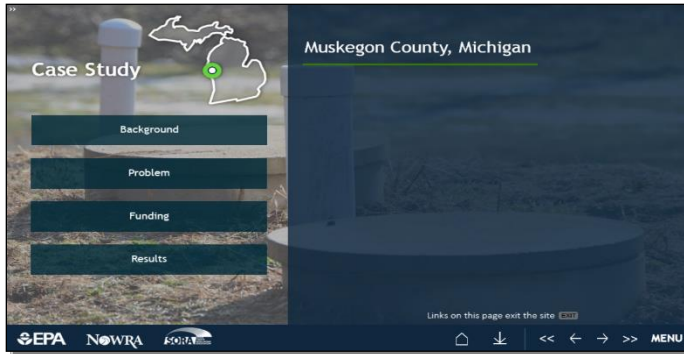 »
Case Study
Background
Problem
Funding
Results
Muskegon County, Michigan
Links on this page exit the site EXIT
EPA NOWRA SORA
<< ← → >> MENU